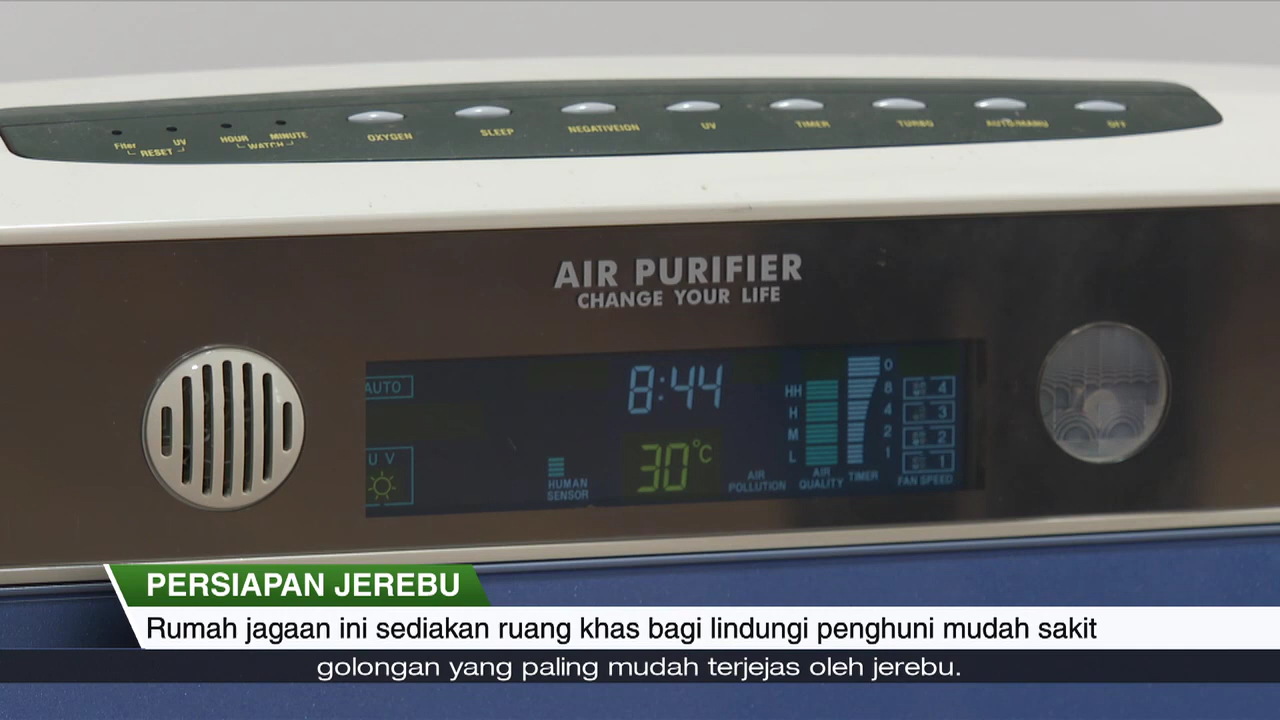 OXYGEN SLEEP NEGATIVEION UV TIMER TURBO AUTO/MANU OFF
Fiter UV HOUR MINUTE
RESET WATCH
AIR PURIFIER
CHANGE YOUR LIFE
AUTO
8:44
UV
HUMAN SENSOR
30°C
AIR POLLUTION
HH
H
M
L
AIR QUALITY
0
8
4
2
1
TIMER
4
3
2
1
FAN SPEED
PERSIAPAN JEREBU
Rumah jagaan ini sediakan ruang khas bagi lindungi penghuni mudah sakit
golongan yang paling mudah terjejas oleh jerebu.